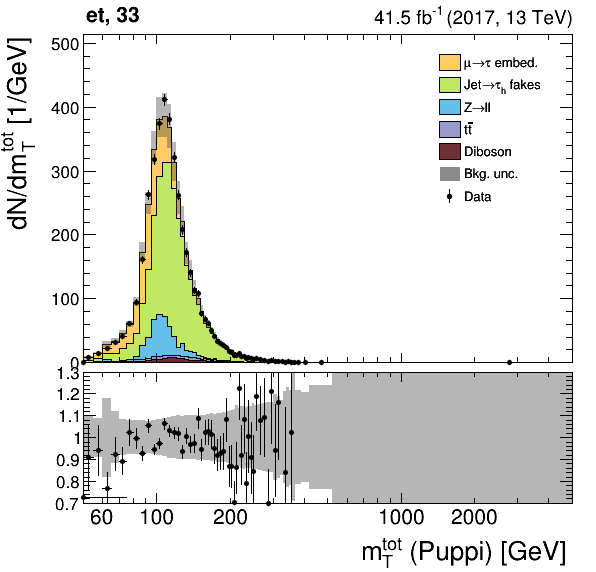 et, 33
41.5 fb⁻¹ (2017, 13 TeV)
dN/dm_T^tot [1/GeV]
500
400
300
200
100
0
μ→τ embed.
Jet→τ_h fakes
Z→ll
tt̄
Diboson
Bkg. unc.
Data
1.3
1.2
1.1
1
0.9
0.8
0.7
60 100 200 1000 2000
m_T^tot (Puppi) [GeV]